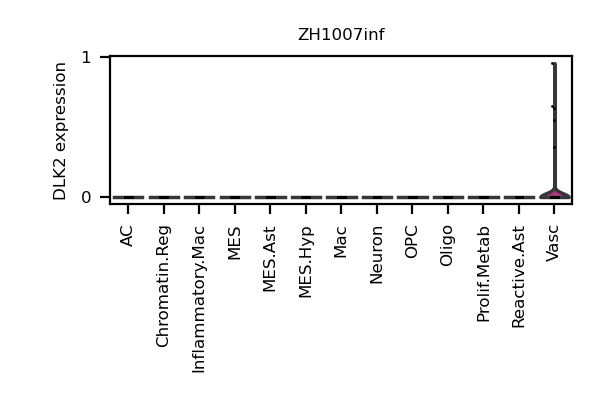 ZH1007inf
DLK2 expression
1
0
AC
Chromatin.Reg
Inflammatory.Mac
MES
MES.Ast
MES.Hyp
Mac
Neuron
OPC
Oligo
Prolif.Metab
Reactive.Ast
Vasc